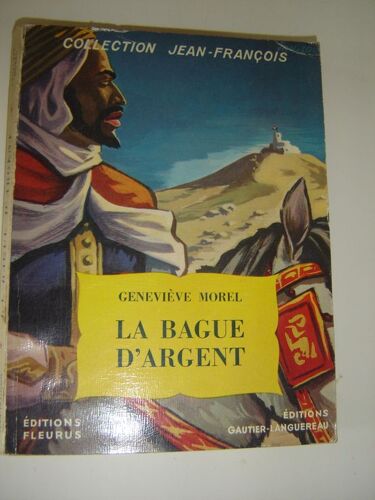 COLLECTION JEAN-FRANÇOIS
GENEVIÈVE MOREL
LA BAGUE
D'ARGENT
ÉDITIONS
FLEURUS
ÉDITIONS
GAUTIER-LANGUEREAU